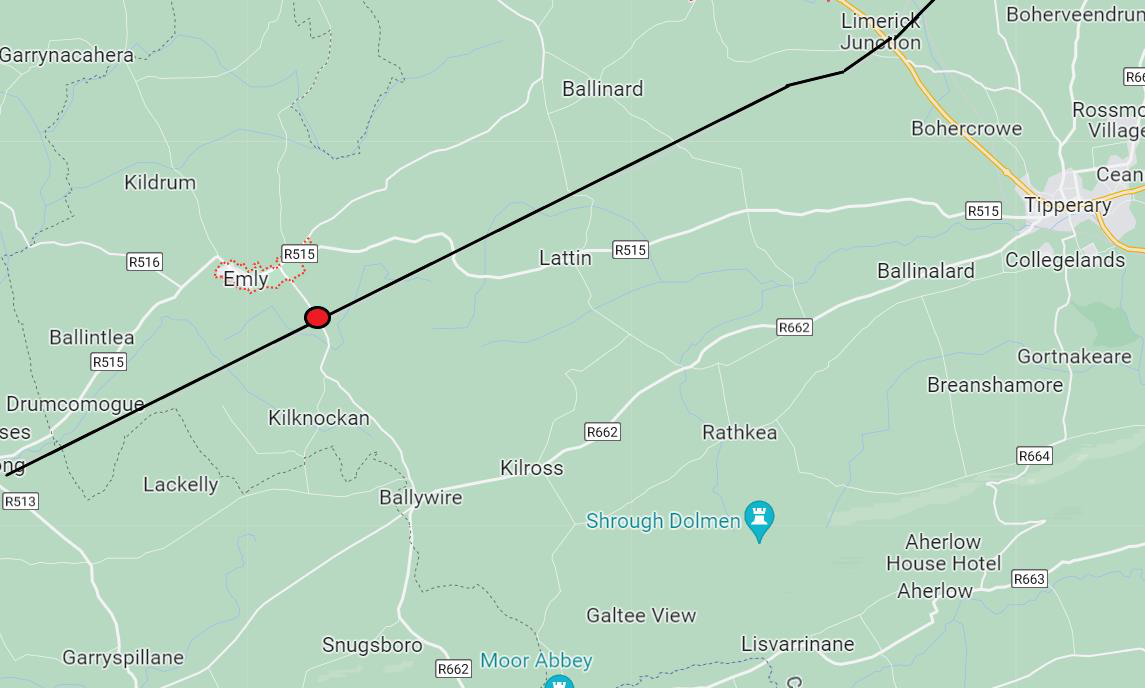 Limerick
Junction
Boherveendrun
Garrynacahera
R66
Ballinard
Rossmo
Village
Bohercrowe
Cean
Kildrum
Tipperary
R515
R515
R515
R516
Lattin
Emly
Ballinalard
Collegelands
R662
Ballintlea
R515
Gortnakeare
Breanshamore
Drumcomogue
Kilknockan
ses
R662
Rathkea
R664
ong
Kilross
Lackelly
Ballywire
R513
Shrough Dolmen
Aherlow
House Hotel
R663
Aherlow
Galtee View
Snugsboro
Lisvarrinane
Garryspillane
Moor Abbey
R662